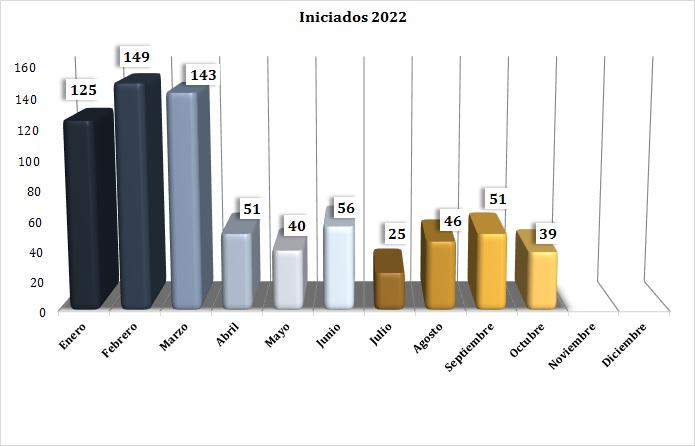 Iniciados 2022
160
140
120
100
80
60
40
20
0
125
149
143
51
40
56
25
46
51
39
Enero
Febrero
Marzo
Abril
Mayo
Junio
Julio
Agosto
Septiembre
Octubre
Noviembre
Diciembre